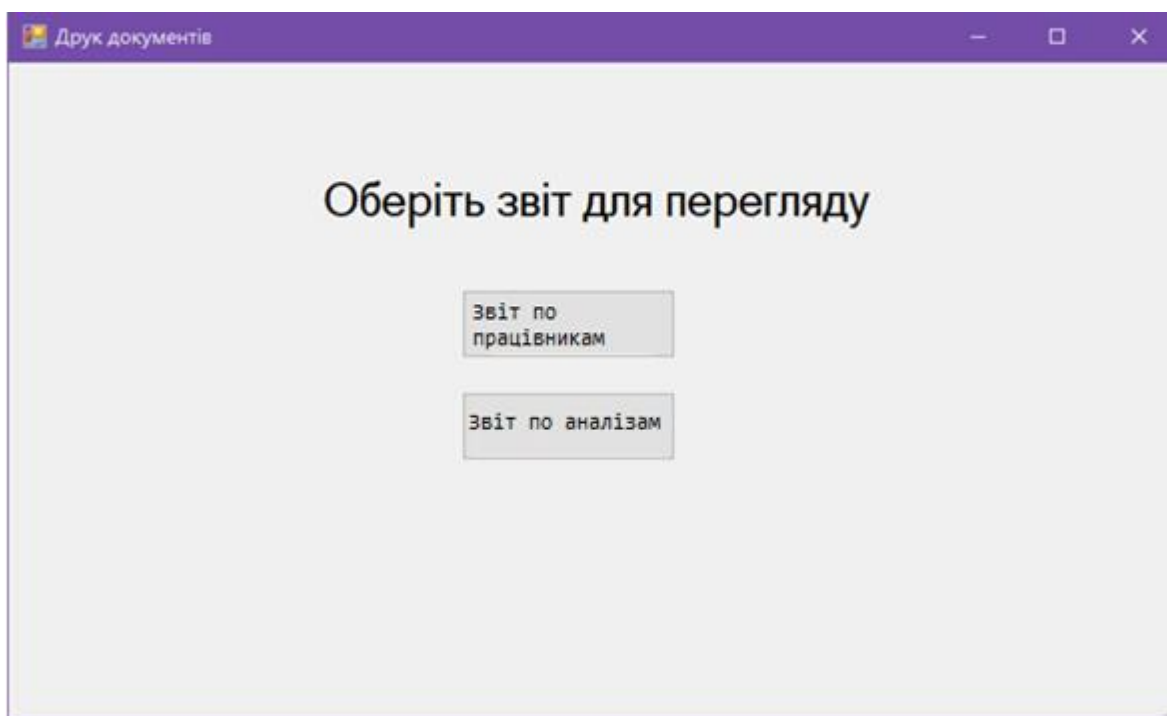 Друк документів
Оберіть звіт для перегляду
Звіт по
працівникам
Звіт по аналізам